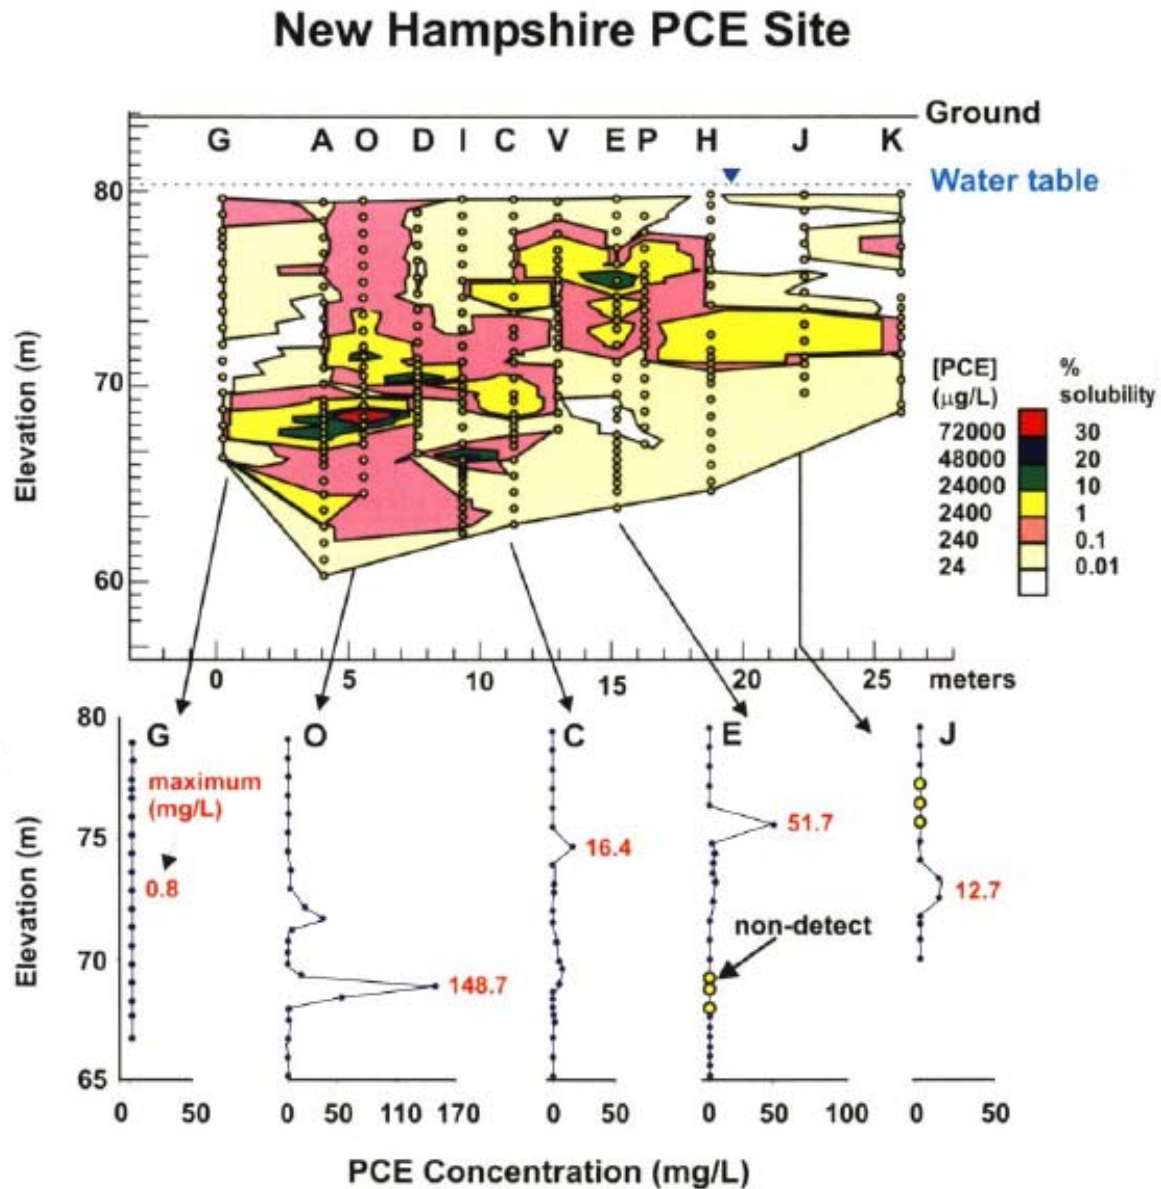 New Hampshire PCE Site
Ground
G A O D I C V E P H J K
Water table
80
70
60
Elevation (m)
[PCE] %
(µg/L) solubility
72000 30
48000 20
24000 10
2400 1
240 0.1
24 0.01
0 5 10 15 20 25 meters
80
75
70
65
Elevation (m)
G O C E J
maximum
(mg/L)
0.8
148.7
16.4
51.7
non-detect
12.7
0 50 0 50 110 170 0 50 0 50 100 0 50
PCE Concentration (mg/L)